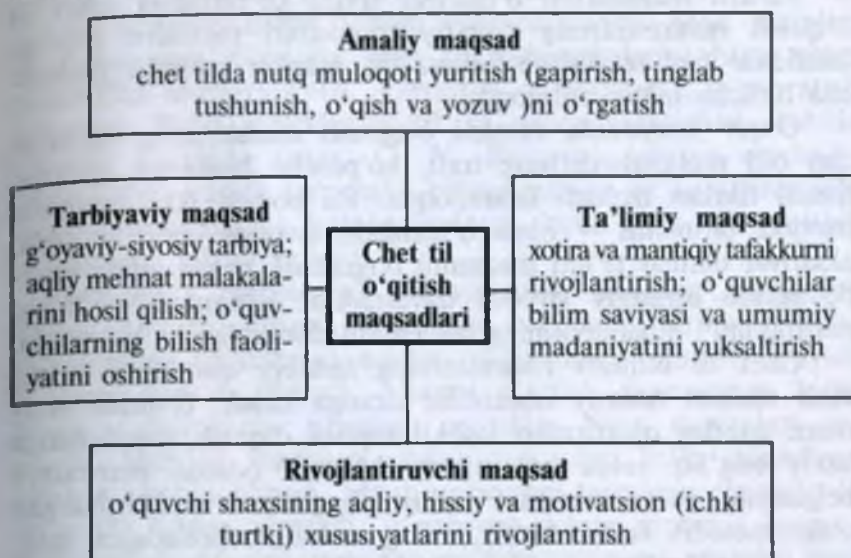 Amaliy maqsad
chet tilda nutq muloqoti yuritish (gapirish, tinglab
tushunish, o‘qish va yozuv )ni o‘rgatish
Tarbiyaviy maqsad
g‘oyaviy-siyosiy tarbiya;
aqliy mehnat malakala-
rini hosil qilish; o‘quv-
chilarning bilish faoli-
yatini oshirish
Chet til
o‘qitish
maqsadlari
Ta’limiy maqsad
xotira va mantiqiy tafakkurni
rivojlantirish; o‘quvchilar
bilim saviyasi va umumiy
madaniyatini yuksaltirish
Rivojlantiruvchi maqsad
o‘quvchi shaxsining aqliy, hissiy va motivatsion (ichki
turtki) xususiyatlarini rivojlantirish